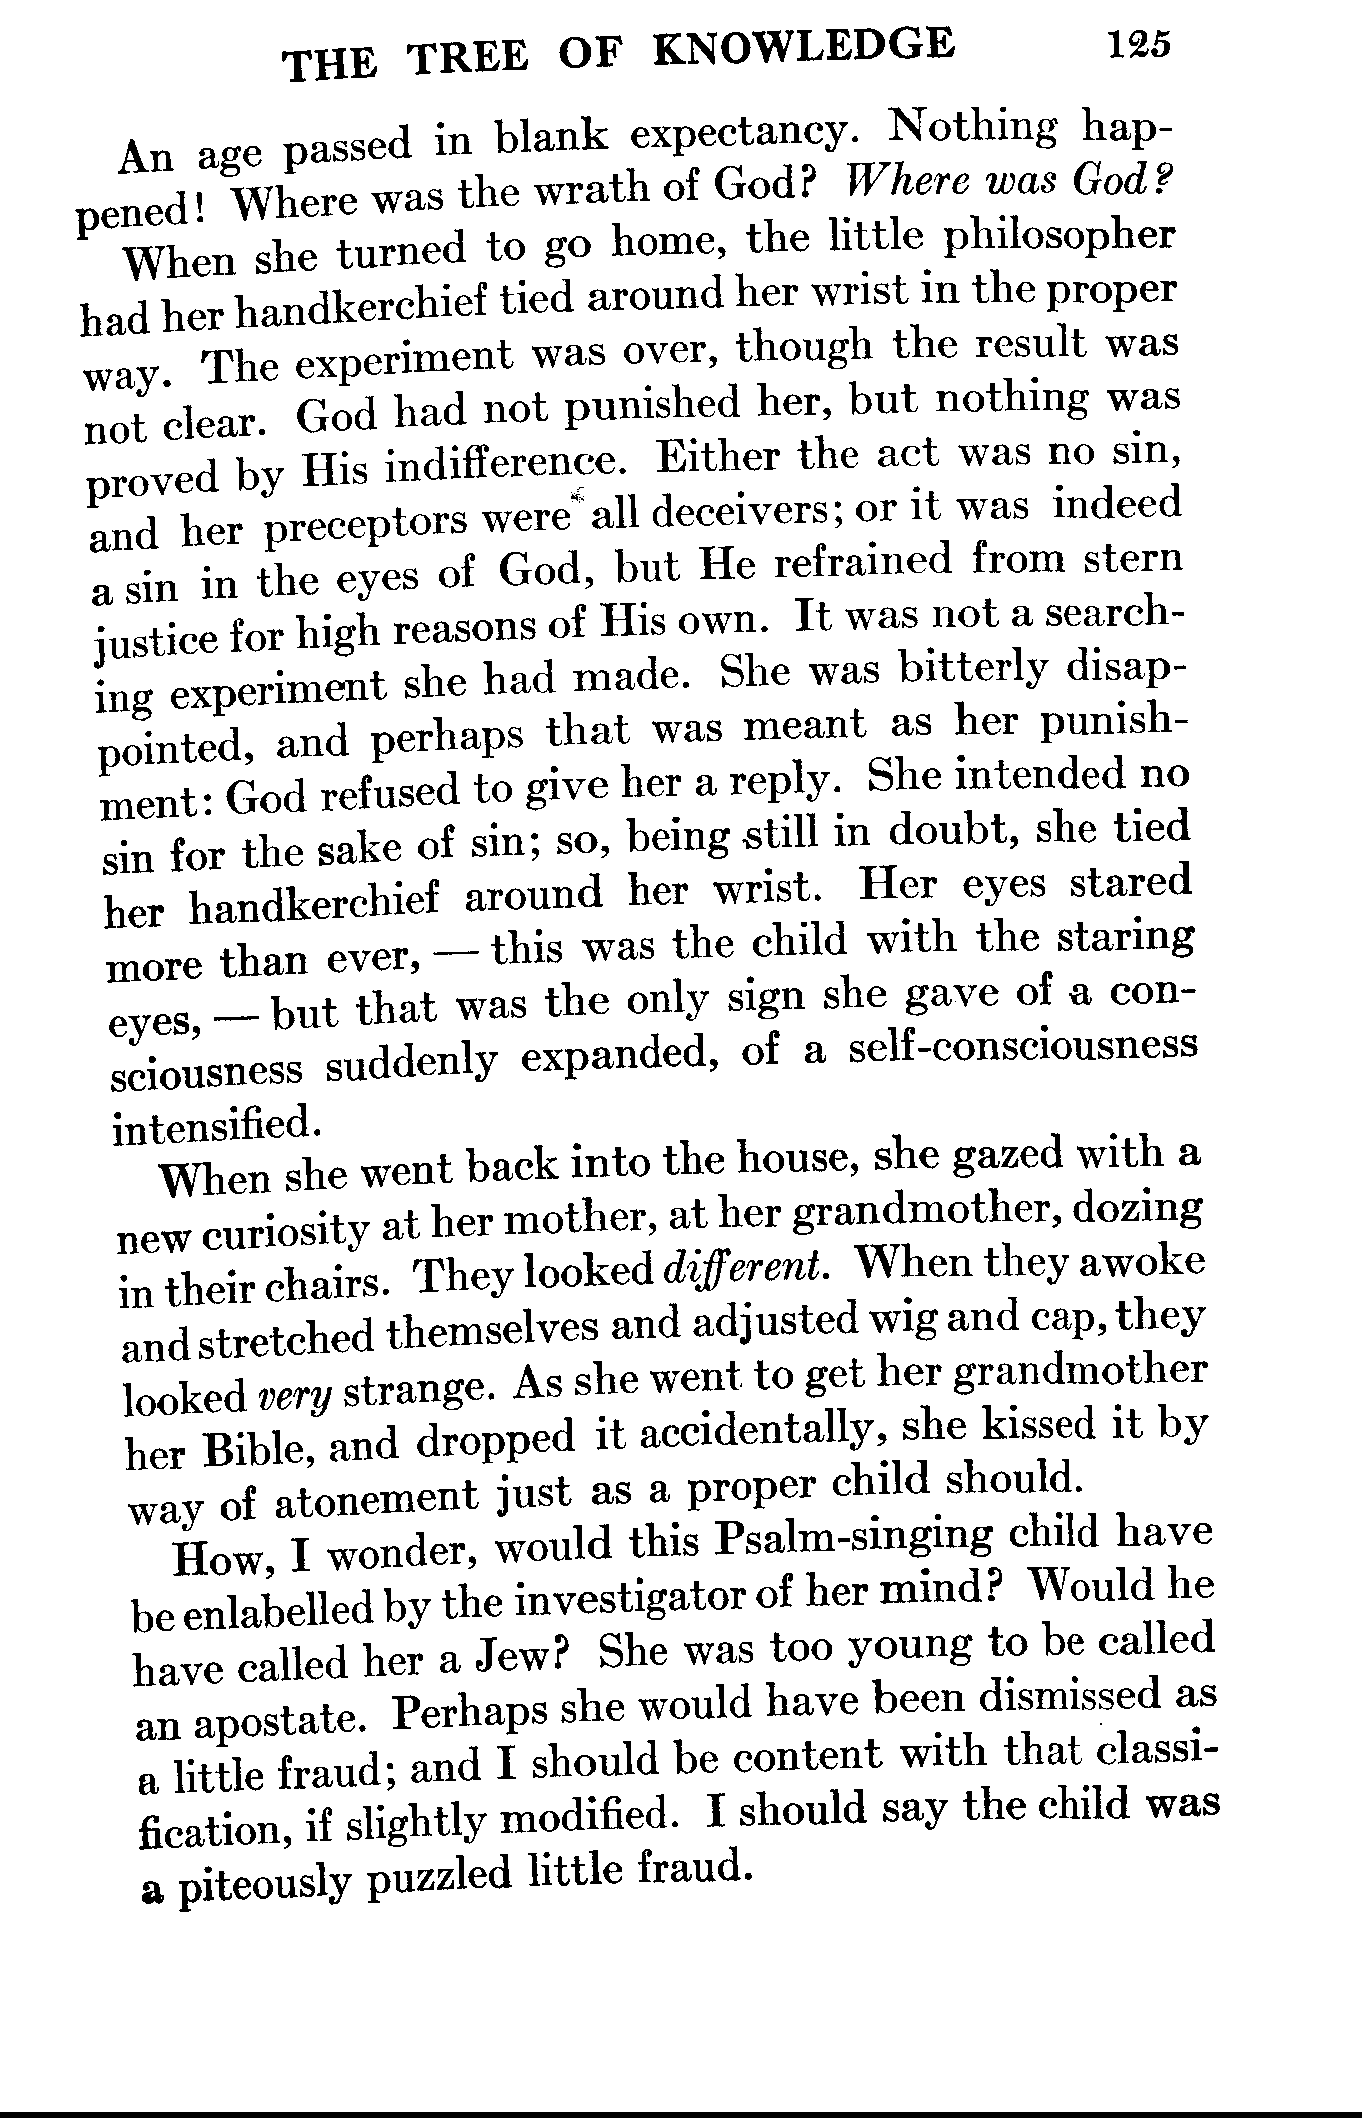 THE TREE OF KNOWLEDGE 125
An age passed in blank expectancy. Nothing hap-
pened! Where was the wrath of God? Where was God?
When she turned to go home, the little philosopher
had her handkerchief tied around her wrist in the proper
way. The experiment was over, though the result was
not clear. God had not punished her, but nothing was
proved by His indifference. Either the act was no sin,
and her preceptors were all deceivers; or it was indeed
a sin in the eyes of God, but He refrained from stern
justice for high reasons of His own. It was not a search-
ing experiment she had made. She was bitterly disap-
pointed, and perhaps that was meant as her punish-
ment: God refused to give her a reply. She intended no
sin for the sake of sin; so, being still in doubt, she tied
her handkerchief around her wrist. Her eyes stared
more than ever, — this was the child with the staring
eyes, — but that was the only sign she gave of a con-
sciousness suddenly expanded, of a self-consciousness
intensified.
When she went back into the house, she gazed with a
new curiosity at her mother, at her grandmother, dozing
in their chairs. They looked different. When they awoke
and stretched themselves and adjusted wig and cap, they
looked very strange. As she went to get her grandmother
her Bible, and dropped it accidentally, she kissed it by
way of atonement just as a proper child should.
How, I wonder, would this Psalm-singing child have
be enlabelled by the investigator of her mind? Would he
have called her a Jew? She was too young to be called
an apostate. Perhaps she would have been dismissed as
a little fraud; and I should be content with that classi-
fication, if slightly modified. I should say the child was
a piteously puzzled little fraud.